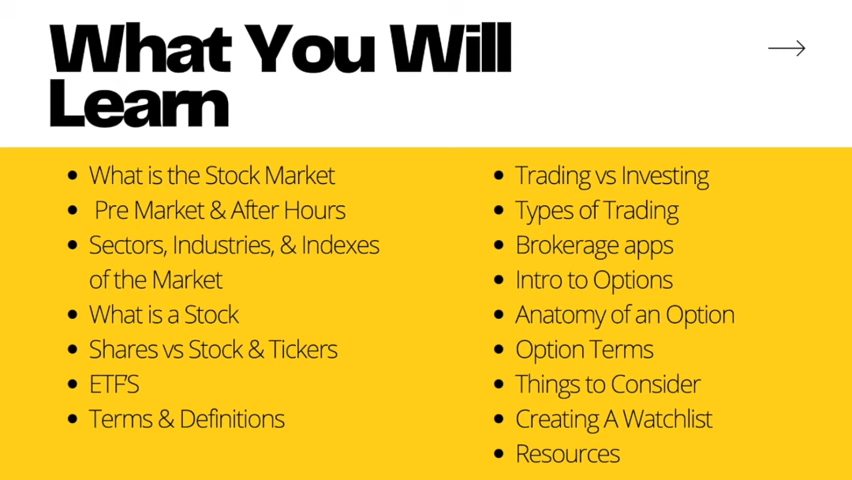 What You Will
Learn
• What is the Stock Market
• Pre Market & After Hours
• Sectors, Industries, & Indexes
of the Market
• What is a Stock
• Shares vs Stock & Tickers
• ETF'S
• Terms & Definitions
• Trading vs Investing
• Types of Trading
• Brokerage apps
• Intro to Options
• Anatomy of an Option
• Option Terms
• Things to Consider
• Creating A Watchlist
• Resources